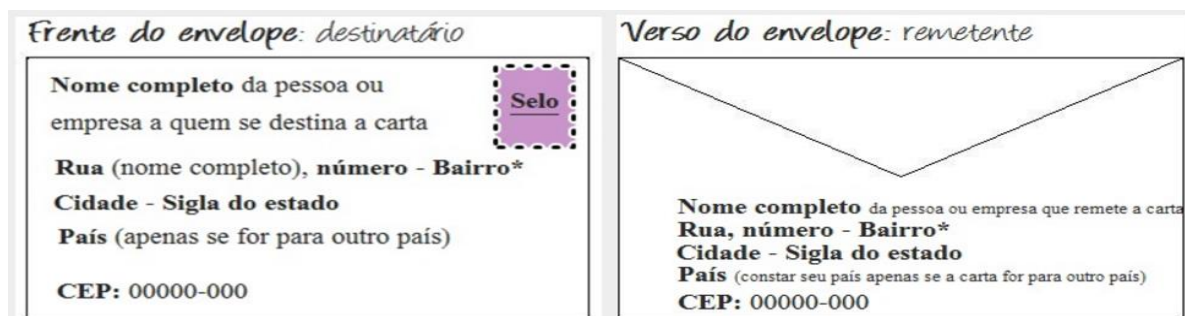 Frente do envelope: destinatário
Nome completo da pessoa ou
empresa a quem se destina a carta
Selo
Rua (nome completo), número - Bairro*
Cidade - Sigla do estado
País (apenas se for para outro país)
CEP: 00000-000
Verso do envelope: remetente
Nome completo da pessoa ou empresa que remete a carta
Rua, número - Bairro*
Cidade - Sigla do estado
País (constar seu país apenas se a carta for para outro país)
CEP: 00000-000